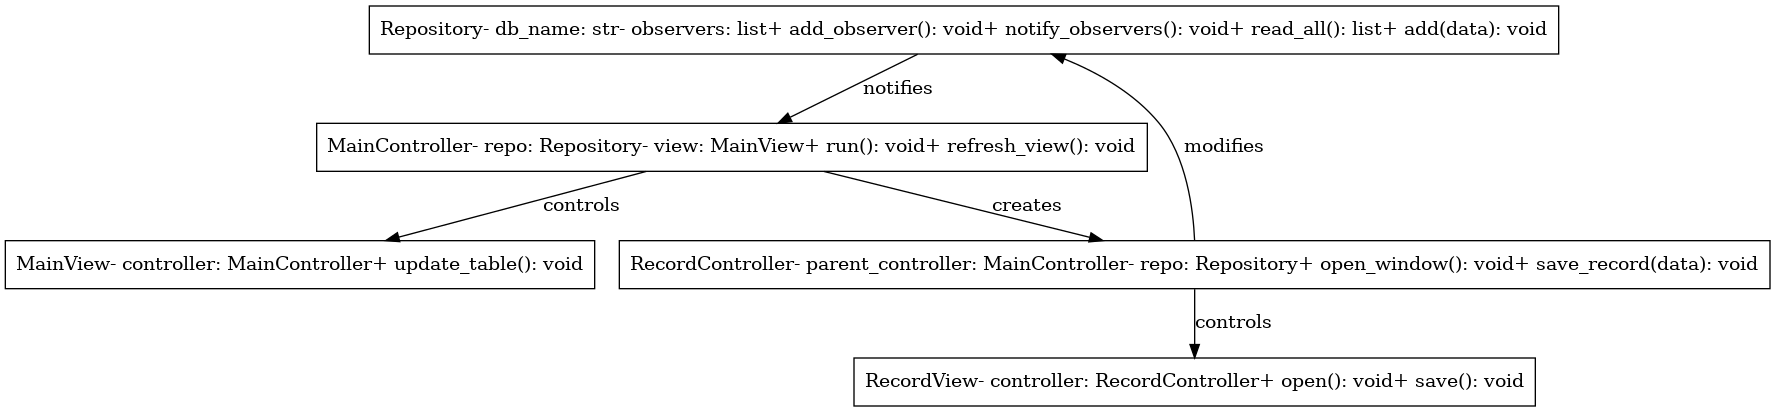 Repository- db_name: str- observers: list+ add_observer(): void+ notify_observers(): void+ read_all(): list+ add(data): void
notifies
MainController- repo: Repository- view: MainView+ run(): void+ refresh_view(): void
modifies
controls
creates
MainView- controller: MainController+ update_table(): void
RecordController- parent_controller: MainController- repo: Repository+ open_window(): void+ save_record(data): void
controls
RecordView- controller: RecordController+ open(): void+ save(): void